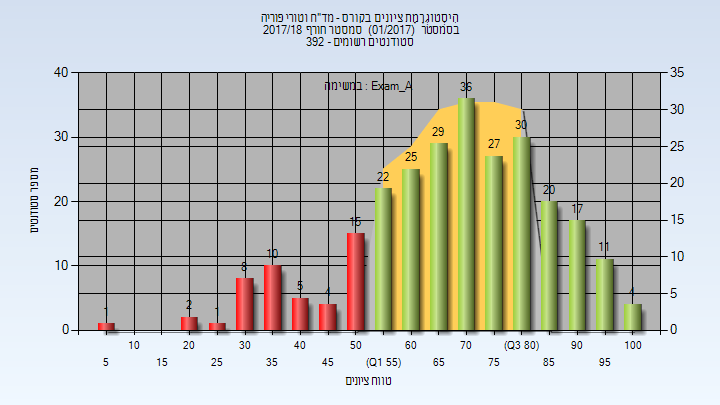 היסטוגרמת ציונים בקורס - מד"ח וטורי פוריה
בסמסטר (01/2017) סמסטר חורף 2017/18
סטודנטים רשומים - 392
במשימה : Exam_A
40 30 20 10 0
מספר סטודנטים
35 30 25 20 15 10 5 0
1 2 1 8 10 5 4 15 22 25 29 36 27 30 20 17 11 4
10 20 30 40 50 60 70 (Q3 80) 90 100
5 15 25 35 45 (Q1 55) 65 75 85 95
טווח ציונים